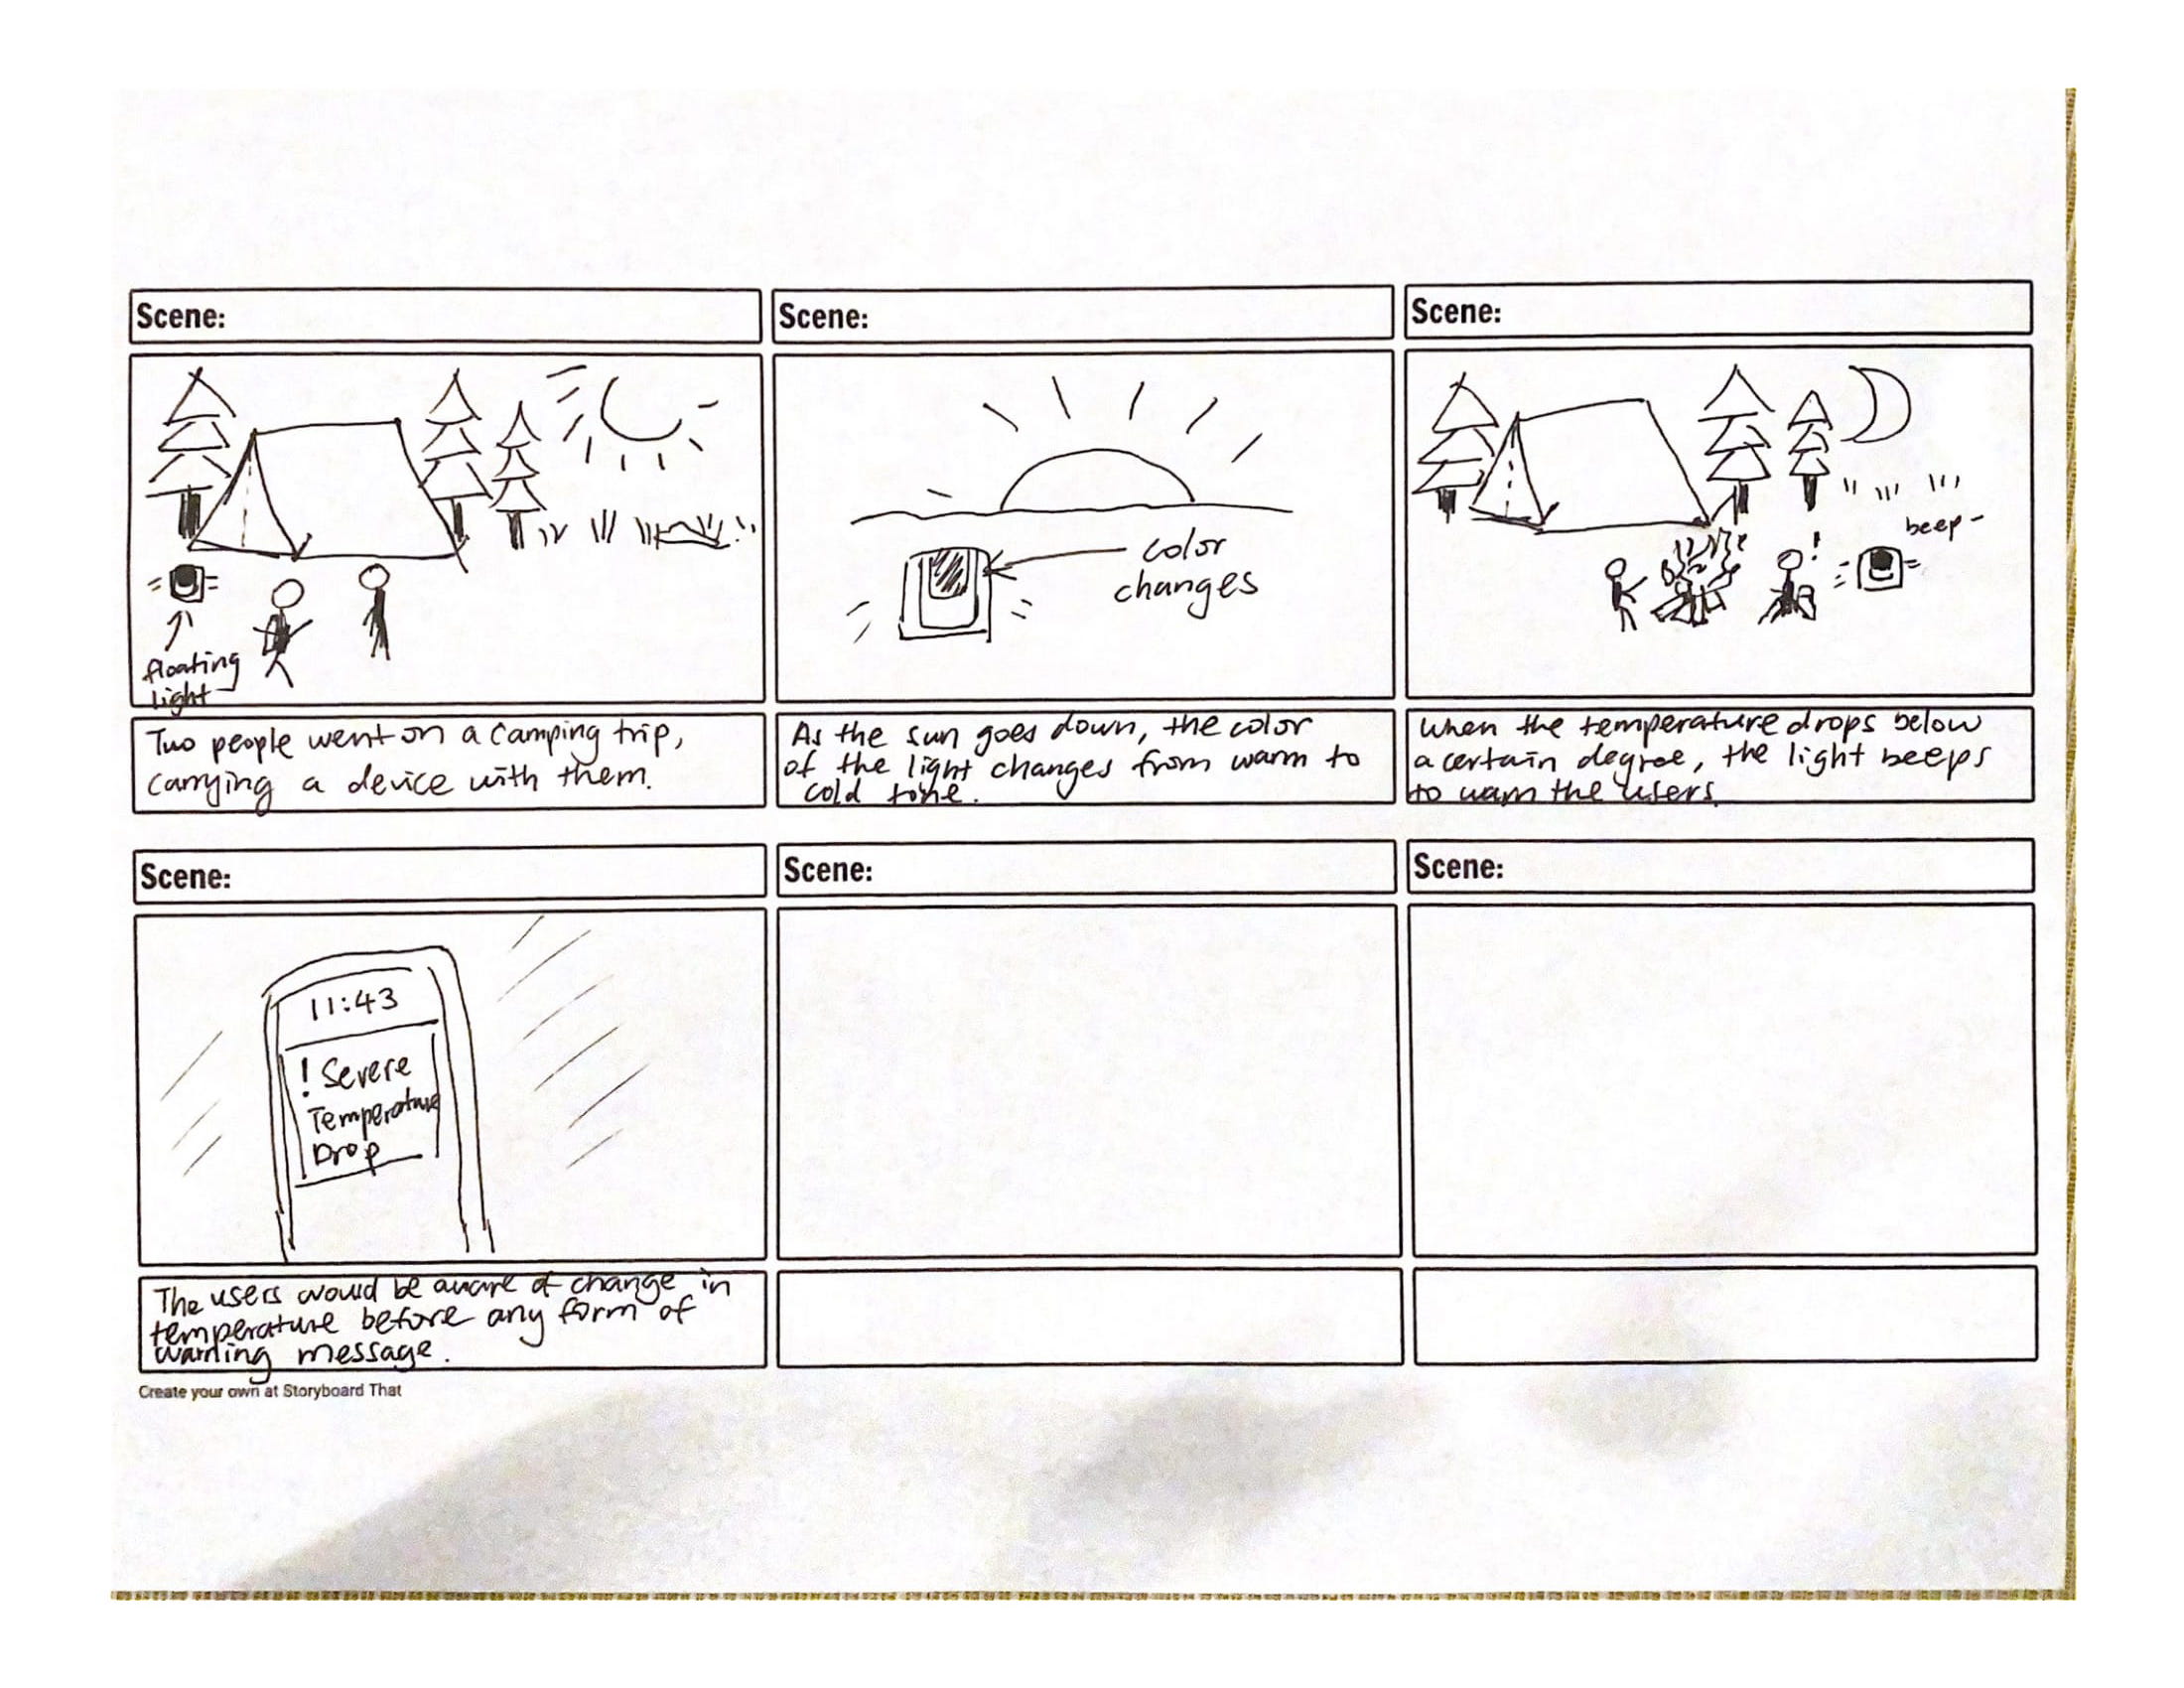 Scene:
Scene:
Scene:
floating
light
color
changes
beep-
!
Two people went on a camping trip,
carrying a device with them.
As the sun goes down, the color
of the light changes from warm to
cold tone.
When the temperature drops below
a certain degree, the light beeps
to warn the users.
Scene:
Scene:
Scene:
11:43
! Severe
Temperature
Drop
The users would be aware of change in
temperature before any form of
warning message.
Create your own at Storyboard That